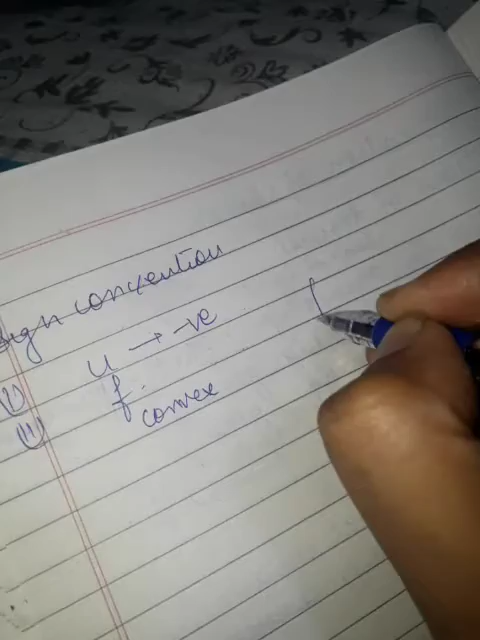 sign convention
(i) u → -ve
(ii) f.
convex